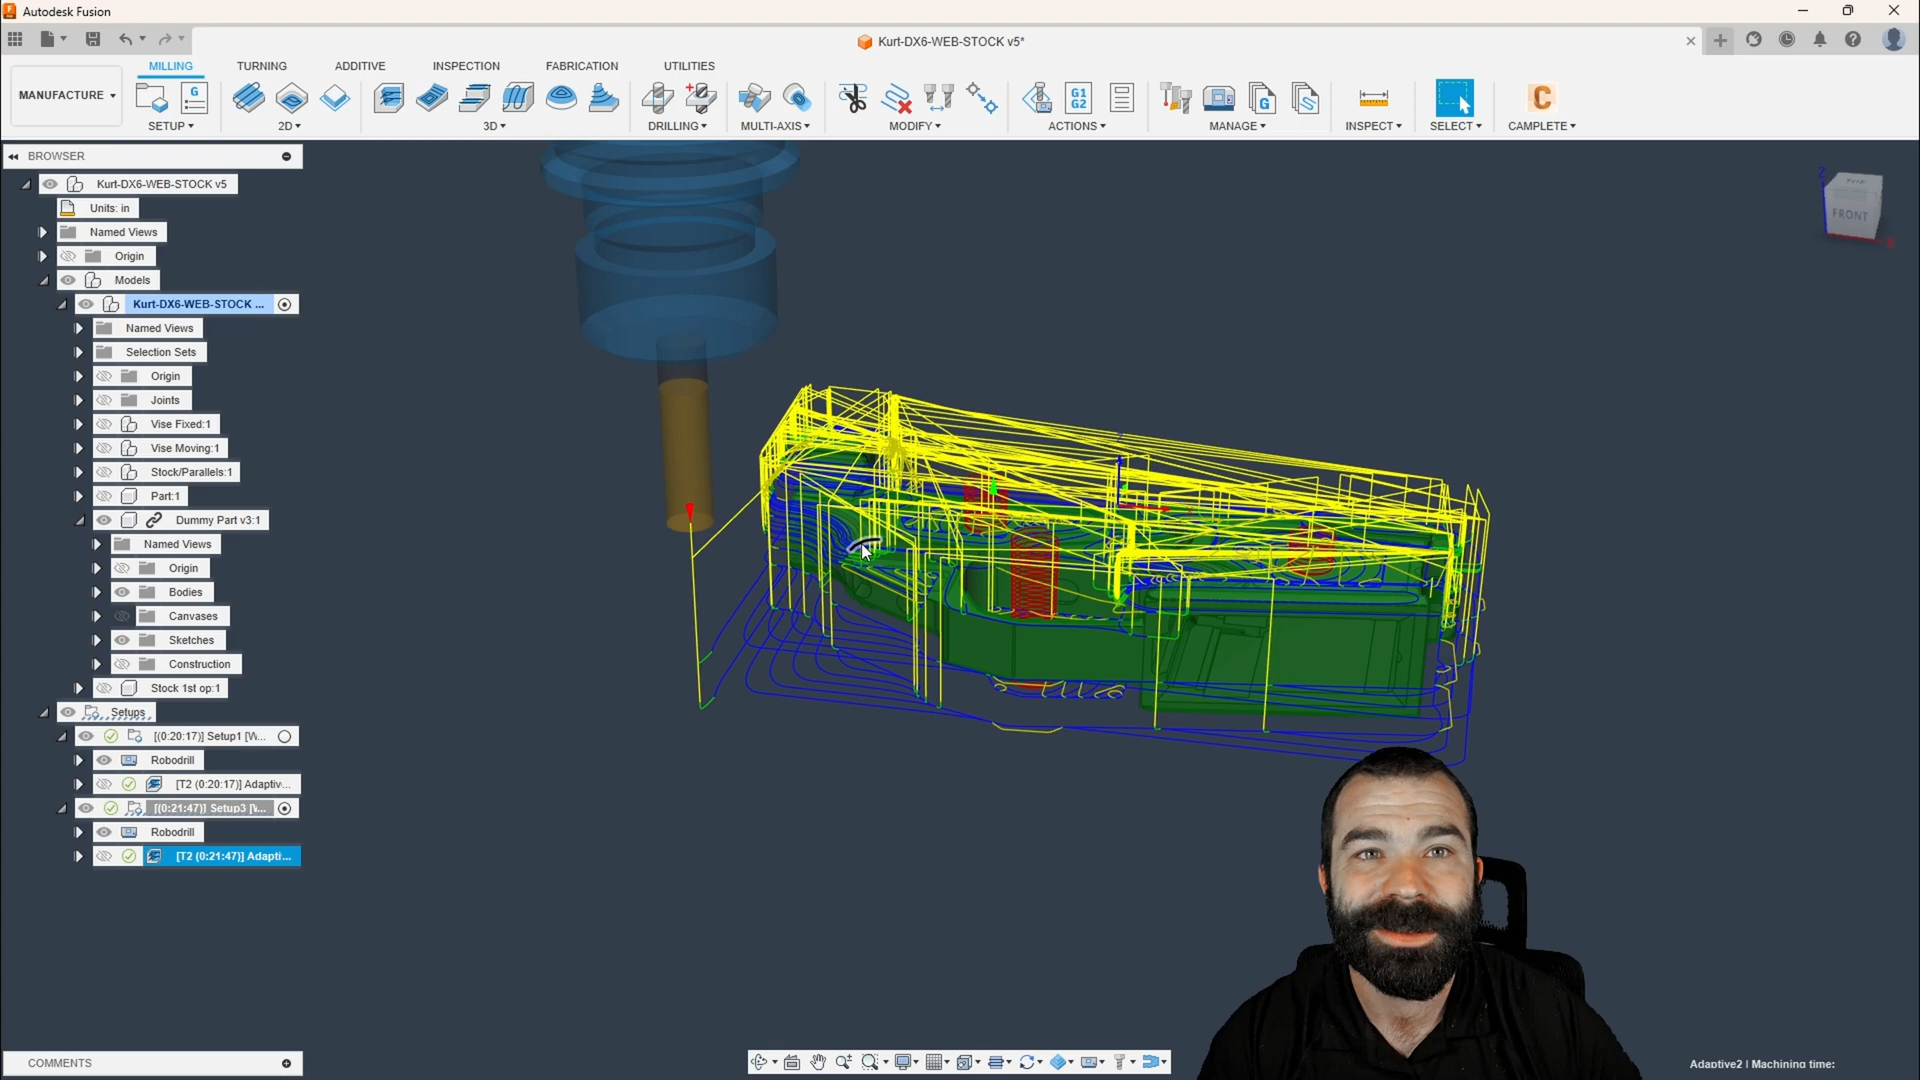 Autodesk Fusion
Kurt-DX6-WEB-STOCK v5*
MILLING TURNING ADDITIVE INSPECTION FABRICATION UTILITIES
MANUFACTURE
G
G1
G2
G
C
SETUP 2D 3D DRILLING MULTI-AXIS MODIFY ACTIONS MANAGE INSPECT SELECT CAMPLETE
BROWSER
Kurt-DX6-WEB-STOCK v5
Units: in
Named Views
Origin
Models
Kurt-DX6-WEB-STOCK ...
Named Views
Selection Sets
Origin
Joints
Vise Fixed:1
Vise Moving:1
Stock/Parallels:1
Part:1
Dummy Part v3:1
Named Views
Origin
Bodies
Canvases
Sketches
Construction
Stock 1st op:1
Setups
[(0:20:17)] Setup1 [W...
Robodrill
[T2 (0:20:17)] Adaptiv...
[(0:21:47)] Setup3 [W...
Robodrill
[T2 (0:21:47)] Adapti...
COMMENTS
Z
TOP
FRONT
X
Adaptive2 | Machining time: